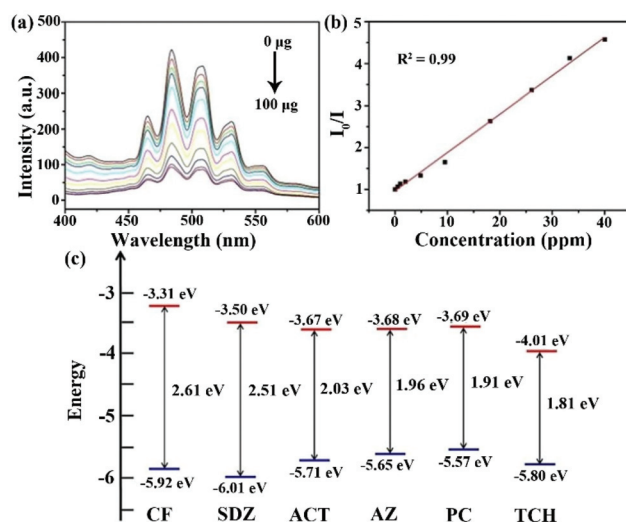 (a)
500
400
300
200
100
0
Intensity (a.u.)
0 µg
100 µg
400 450 500 550 600
Wavelength (nm)
(b)
5
4
3
2
1
I₀/I
R² = 0.99
0 10 20 30 40
Concentration (ppm)
(c)
Energy
-3
-4
-5
-6
-3.31 eV
-3.50 eV
-3.67 eV
-3.68 eV
-3.69 eV
-4.01 eV
2.61 eV
2.51 eV
2.03 eV
1.96 eV
1.91 eV
1.81 eV
-5.92 eV
-6.01 eV
-5.71 eV
-5.65 eV
-5.57 eV
-5.80 eV
CF SDZ ACT AZ PC TCH